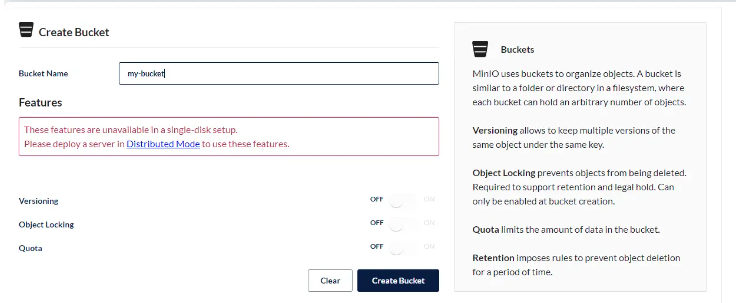 Create Bucket
Bucket Name
my-bucket
Features
These features are unavailable in a single-disk setup.
Please deploy a server in Distributed Mode to use these features.
Versioning
OFF
ON
Object Locking
OFF
ON
Quota
OFF
ON
Clear
Create Bucket
Buckets
MinIO uses buckets to organize objects. A bucket is
similar to a folder or directory in a filesystem, where
each bucket can hold an arbitrary number of objects.
Versioning allows to keep multiple versions of the
same object under the same key.
Object Locking prevents objects from being deleted.
Required to support retention and legal hold. Can
only be enabled at bucket creation.
Quota limits the amount of data in the bucket.
Retention imposes rules to prevent object deletion
for a period of time.